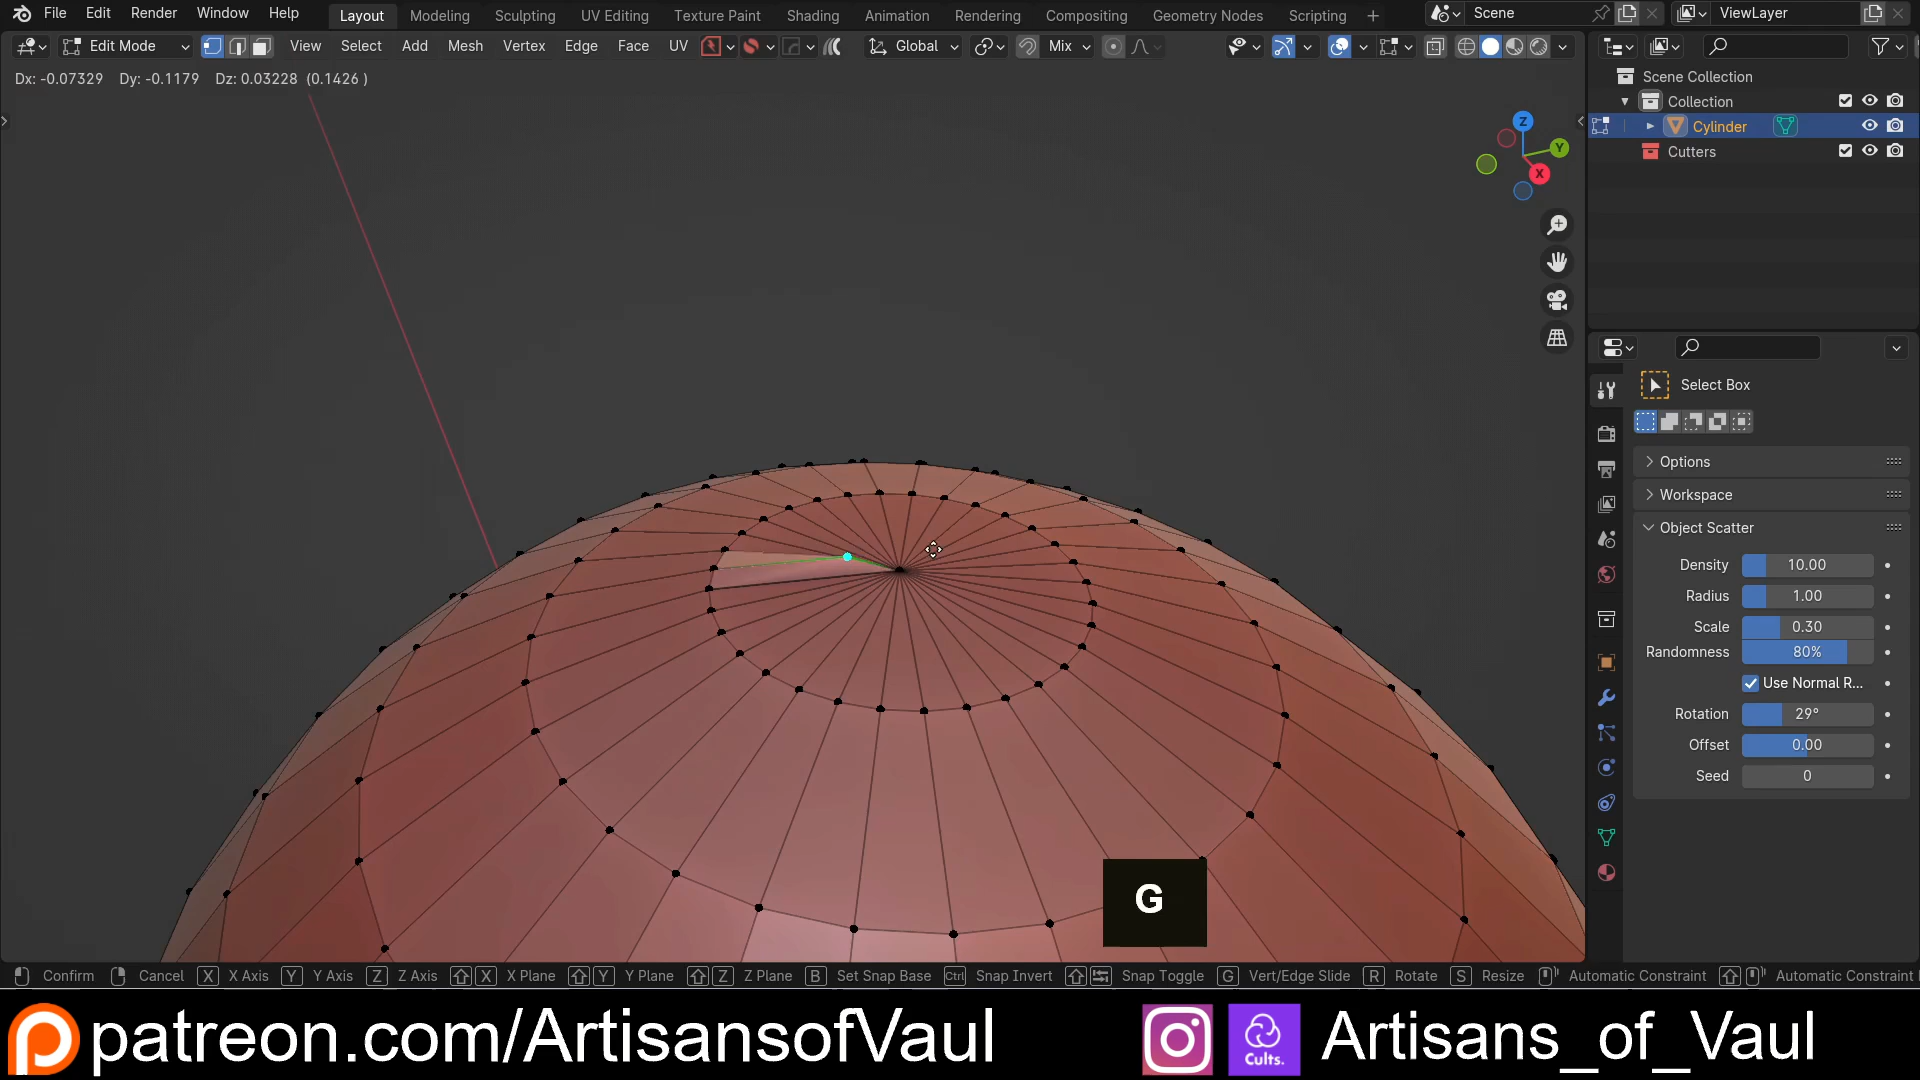 File Edit Render Window Help Layout Modeling Sculpting UV Editing Texture Paint Shading Animation Rendering Compositing Geometry Nodes Scripting + Scene ViewLayer
Edit Mode View Select Add Mesh Vertex Edge Face UV Global Mix
Dx: -0.07329 Dy: -0.1179 Dz: 0.03228 (0.1426 )
Scene Collection
Collection
Cylinder
Cutters
Z
Y
X
Select Box
Options
Workspace
Object Scatter
Density 10.00
Radius 1.00
Scale 0.30
Randomness 80%
Use Normal R...
Rotation 29°
Offset 0.00
Seed 0
G
Confirm Cancel X X Axis Y Y Axis Z Z Axis X X Plane Y Y Plane Z Z Plane B Set Snap Base Ctrl Snap Invert Snap Toggle G Vert/Edge Slide R Rotate S Resize Automatic Constraint Automatic Constraint
patreon.com/ArtisansofVaul Cults. Artisans_of_Vaul